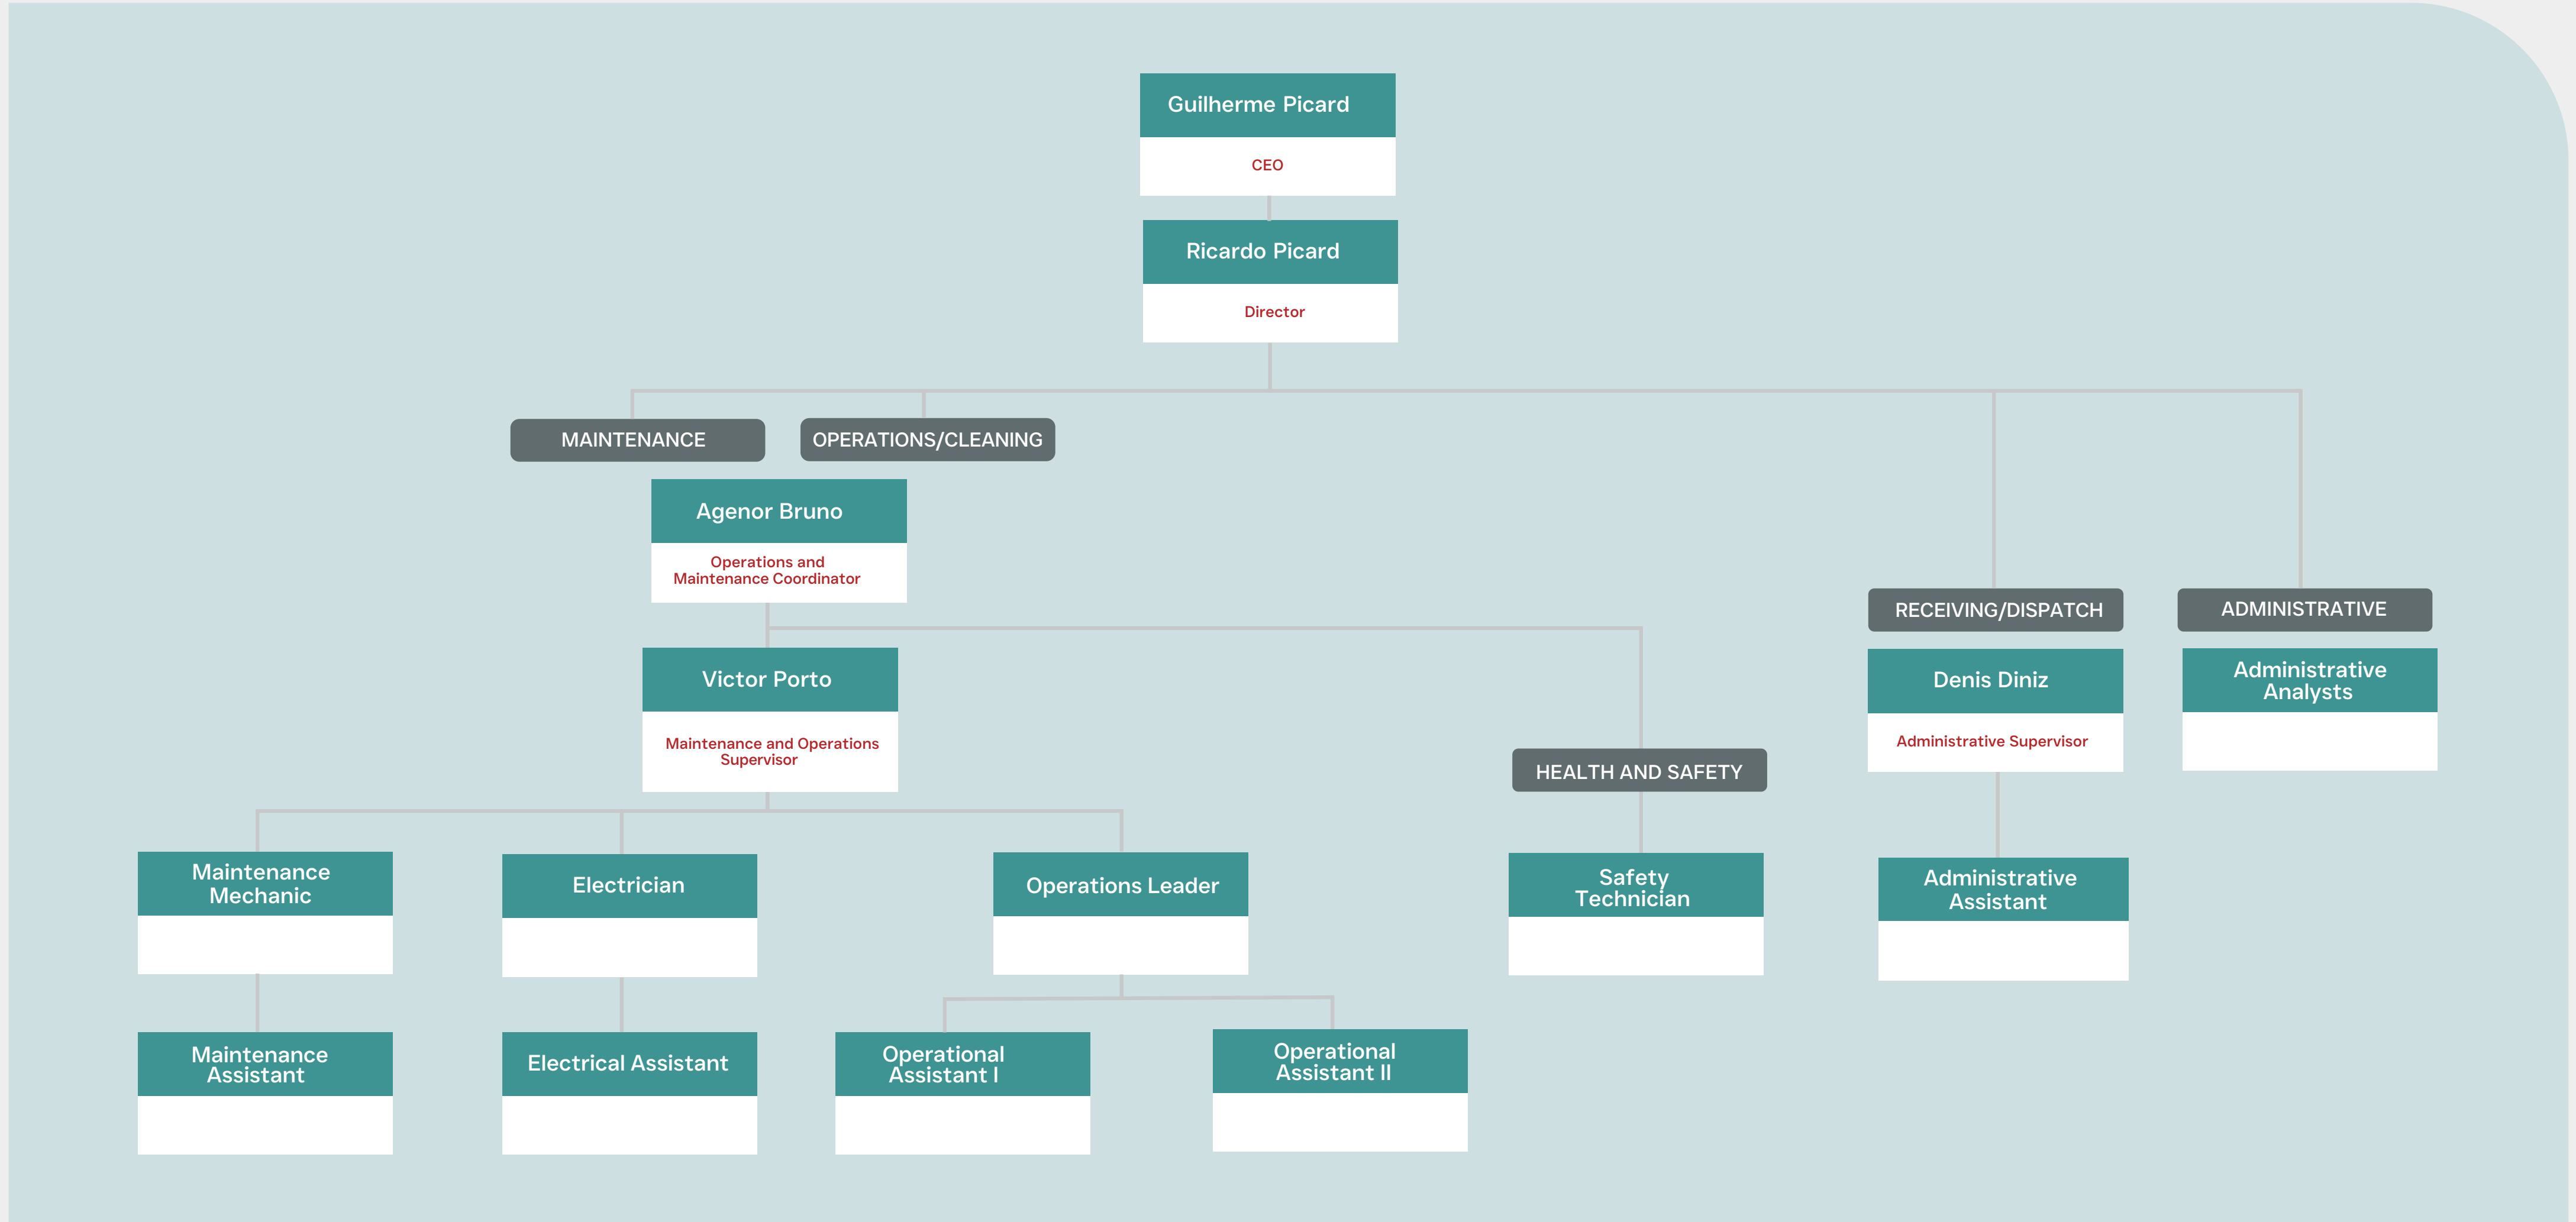 Guilherme Picard
CEO
Ricardo Picard
Director
MAINTENANCE
OPERATIONS/CLEANING
Agenor Bruno
Operations and
Maintenance Coordinator
RECEIVING/DISPATCH
ADMINISTRATIVE
Victor Porto
Maintenance and Operations
Supervisor
Denis Diniz
Administrative Supervisor
Administrative
Analysts
HEALTH AND SAFETY
Maintenance
Mechanic
Electrician
Operations Leader
Safety
Technician
Administrative
Assistant
Maintenance
Assistant
Electrical Assistant
Operational
Assistant I
Operational
Assistant II